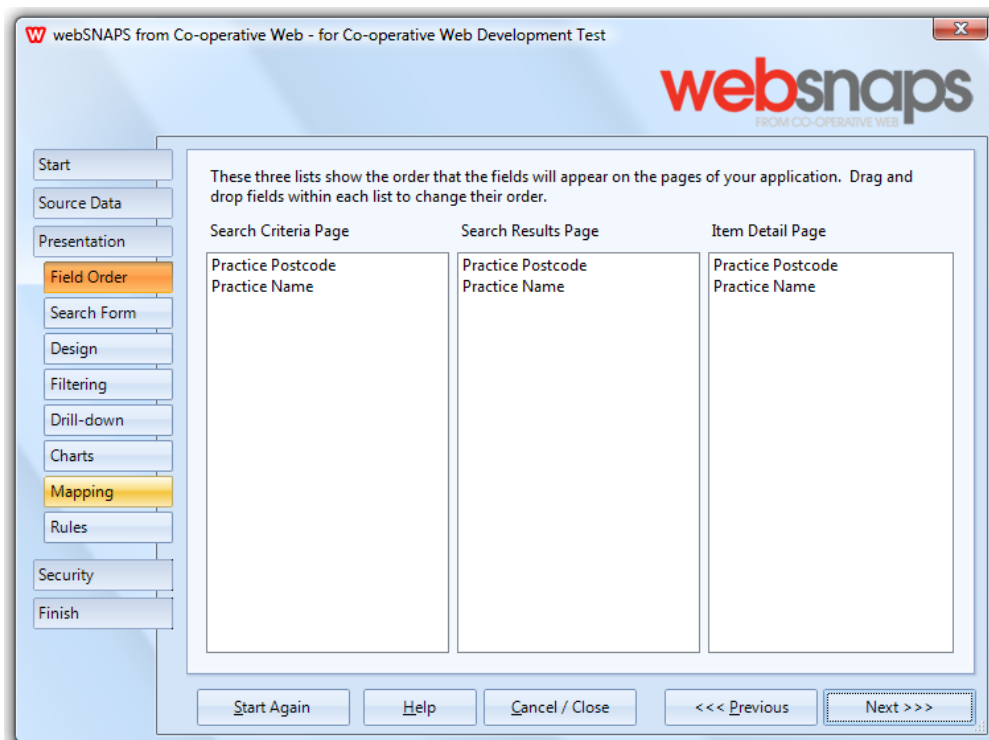 webSNAPS from Co-operative Web - for Co-operative Web Development Test
X
websnaps
FROM CO-OPERATIVE WEB
Start
Source Data
Presentation
Field Order
Search Form
Design
Filtering
Drill-down
Charts
Mapping
Rules
Security
Finish
These three lists show the order that the fields will appear on the pages of your application. Drag and
drop fields within each list to change their order.
Search Criteria Page
Practice Postcode
Practice Name
Search Results Page
Practice Postcode
Practice Name
Item Detail Page
Practice Postcode
Practice Name
Start Again
Help
Cancel / Close
<<< Previous
Next >>>